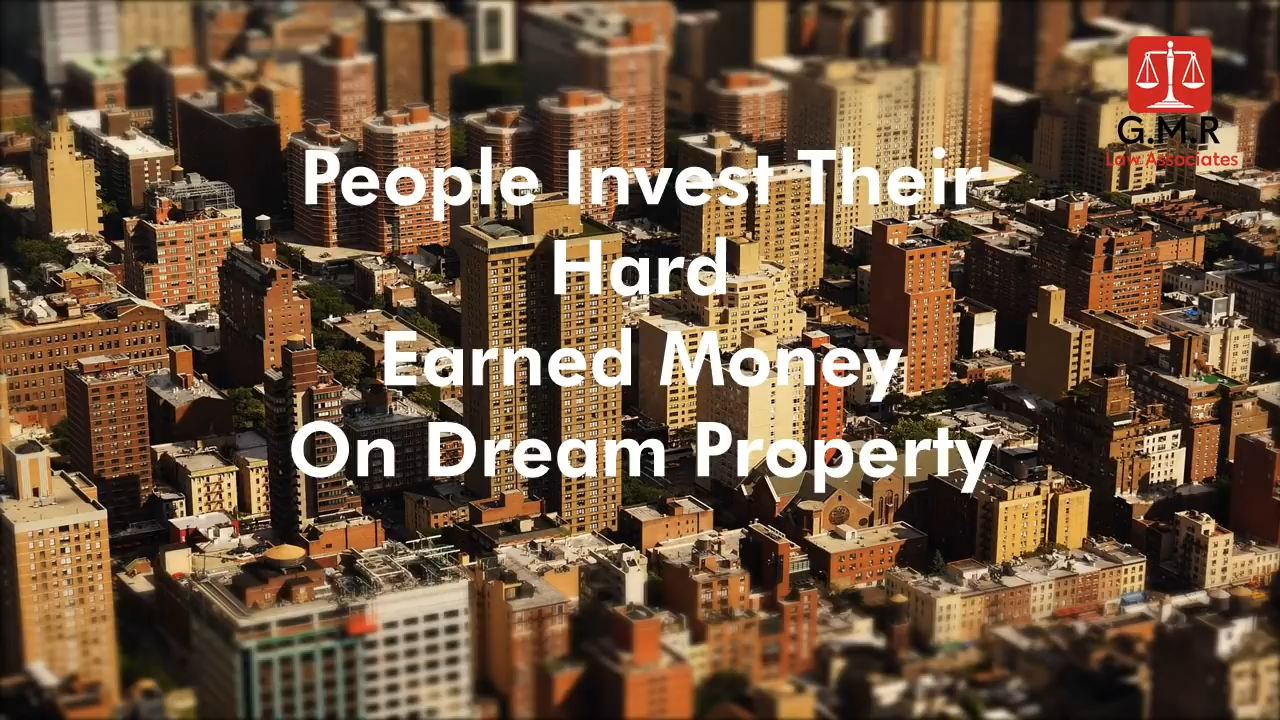 G.M.R
Law Associates
People Invest Their
Hard
Earned Money
On Dream Property